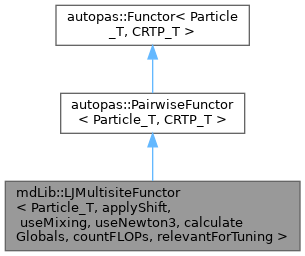 autopas::Functor< Particle
_T, CRTP_T >
autopas::PairwiseFunctor
< Particle_T, CRTP_T >
mdLib::LJMultisiteFunctor
< Particle_T, applyShift,
useMixing, useNewton3, calculate
Globals, countFLOPs, relevantForTuning >